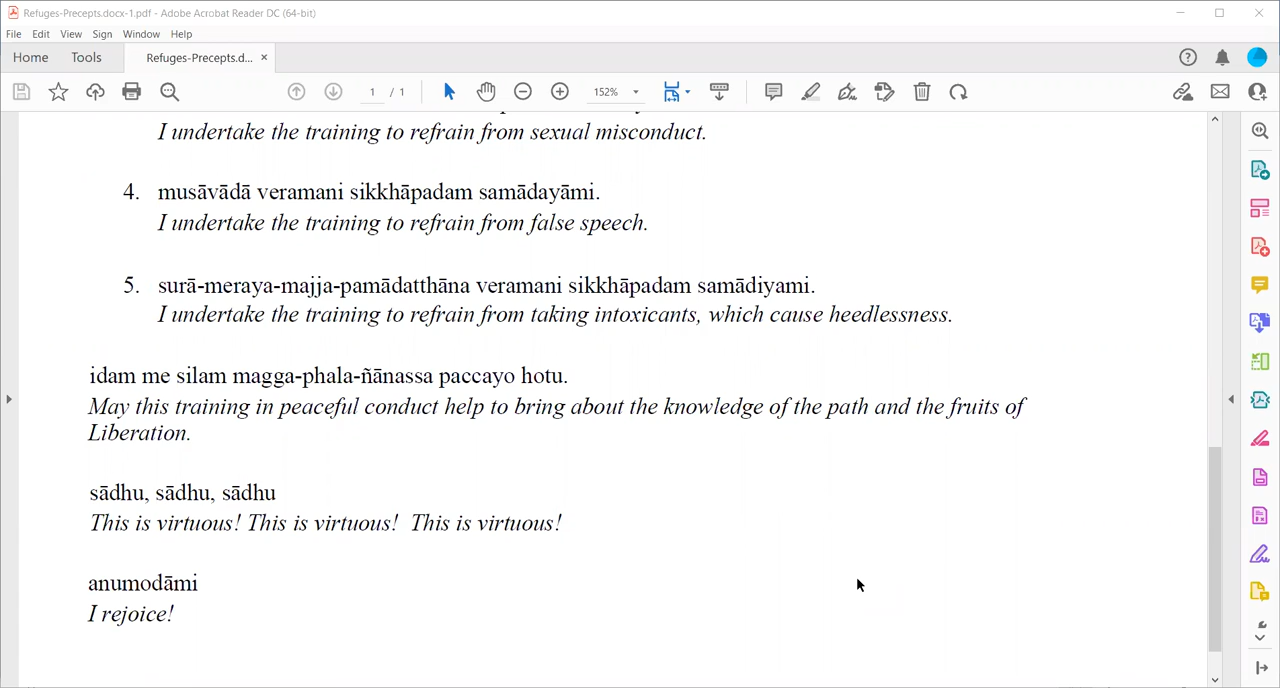 Refuges-Precepts.docx-1.pdf - Adobe Acrobat Reader DC (64-bit)
File Edit View Sign Window Help
Home Tools Refuges-Precepts.d... ×
1 / 1 152%
I undertake the training to refrain from sexual misconduct.
4. musāvādā veramani sikkhāpadam samādayāmi.
I undertake the training to refrain from false speech.
5. surā-meraya-majja-pamādatthāna veramani sikkhāpadam samādiyami.
I undertake the training to refrain from taking intoxicants, which cause heedlessness.
idam me silam magga-phala-ñānassa paccayo hotu.
May this training in peaceful conduct help to bring about the knowledge of the path and the fruits of
Liberation.
sādhu, sādhu, sādhu
This is virtuous! This is virtuous!  This is virtuous!
anumodāmi
I rejoice!